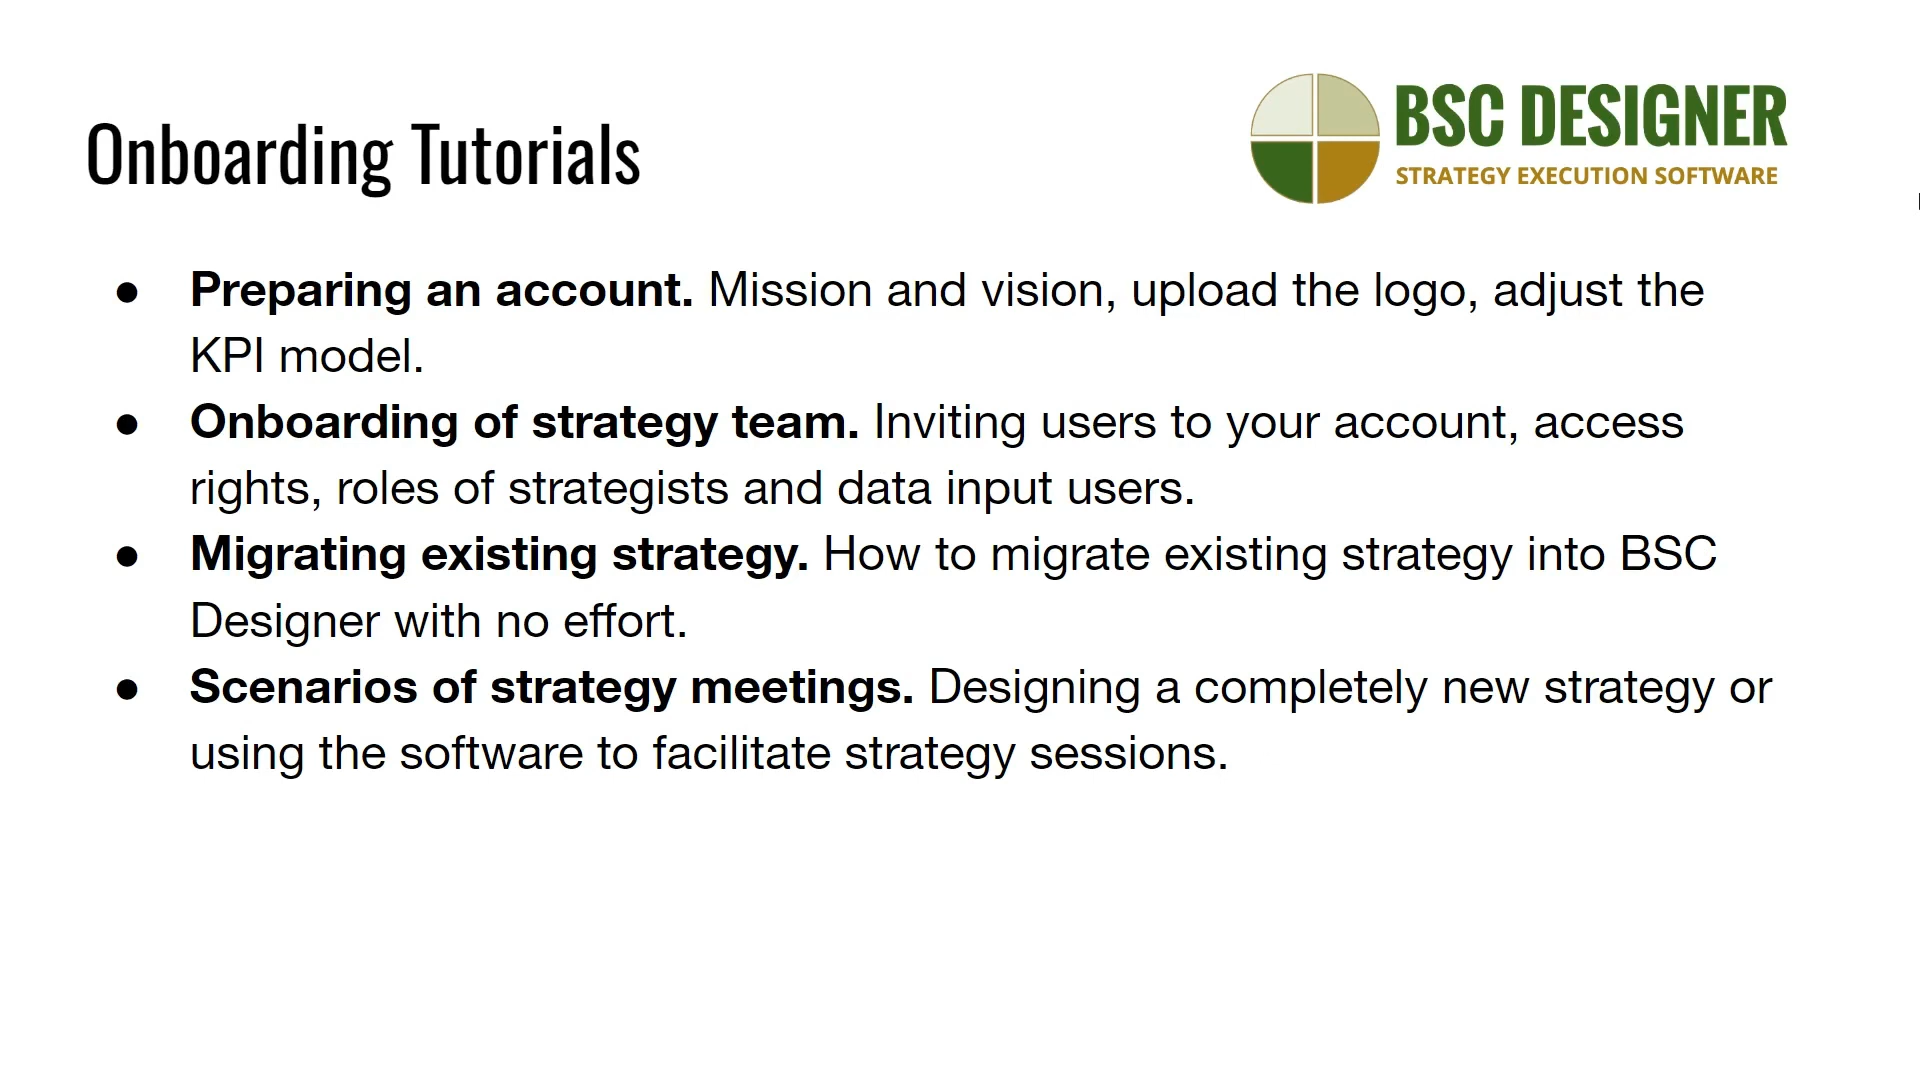 Onboarding Tutorials
BSC DESIGNER
STRATEGY EXECUTION SOFTWARE
● Preparing an account. Mission and vision, upload the logo, adjust the
KPI model.
● Onboarding of strategy team. Inviting users to your account, access
rights, roles of strategists and data input users.
● Migrating existing strategy. How to migrate existing strategy into BSC
Designer with no effort.
● Scenarios of strategy meetings. Designing a completely new strategy or
using the software to facilitate strategy sessions.